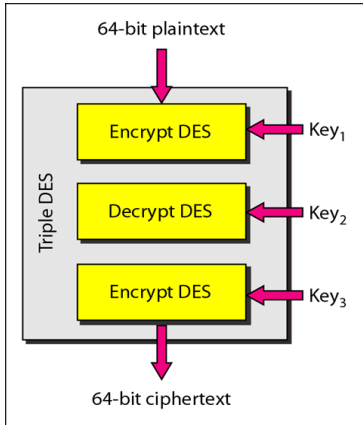 64-bit plaintext
Triple DES
Encrypt DES
Key₁
Decrypt DES
Key₂
Encrypt DES
Key₃
64-bit ciphertext